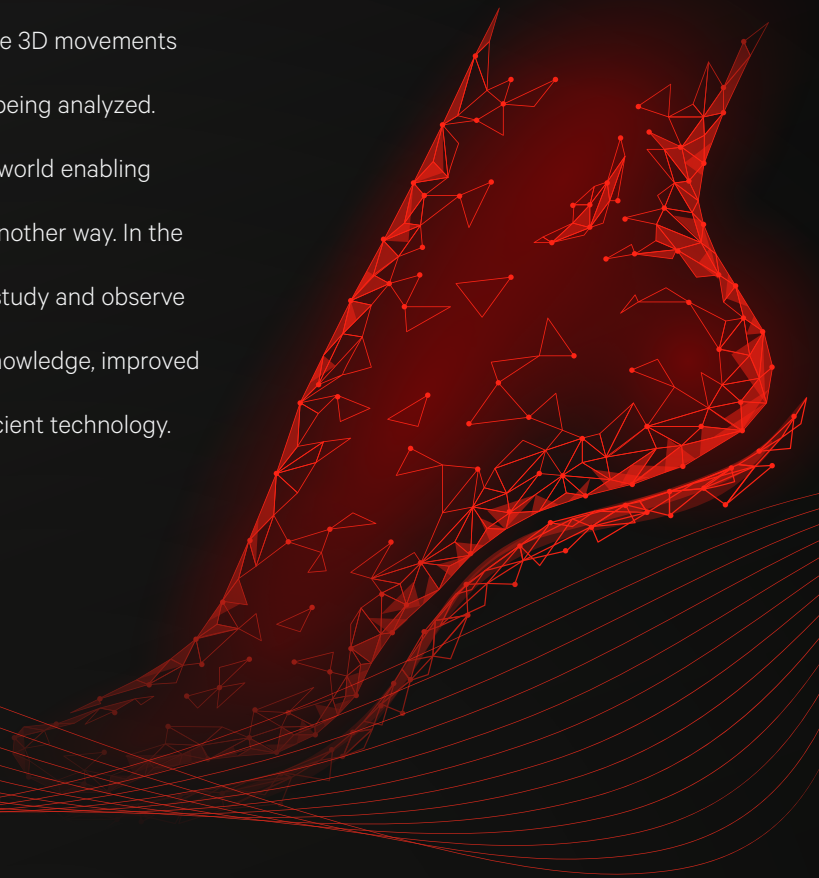 e 3D movements
being analyzed.
world enabling
nother way. In the
study and observe
nowledge, improved
cient technology.